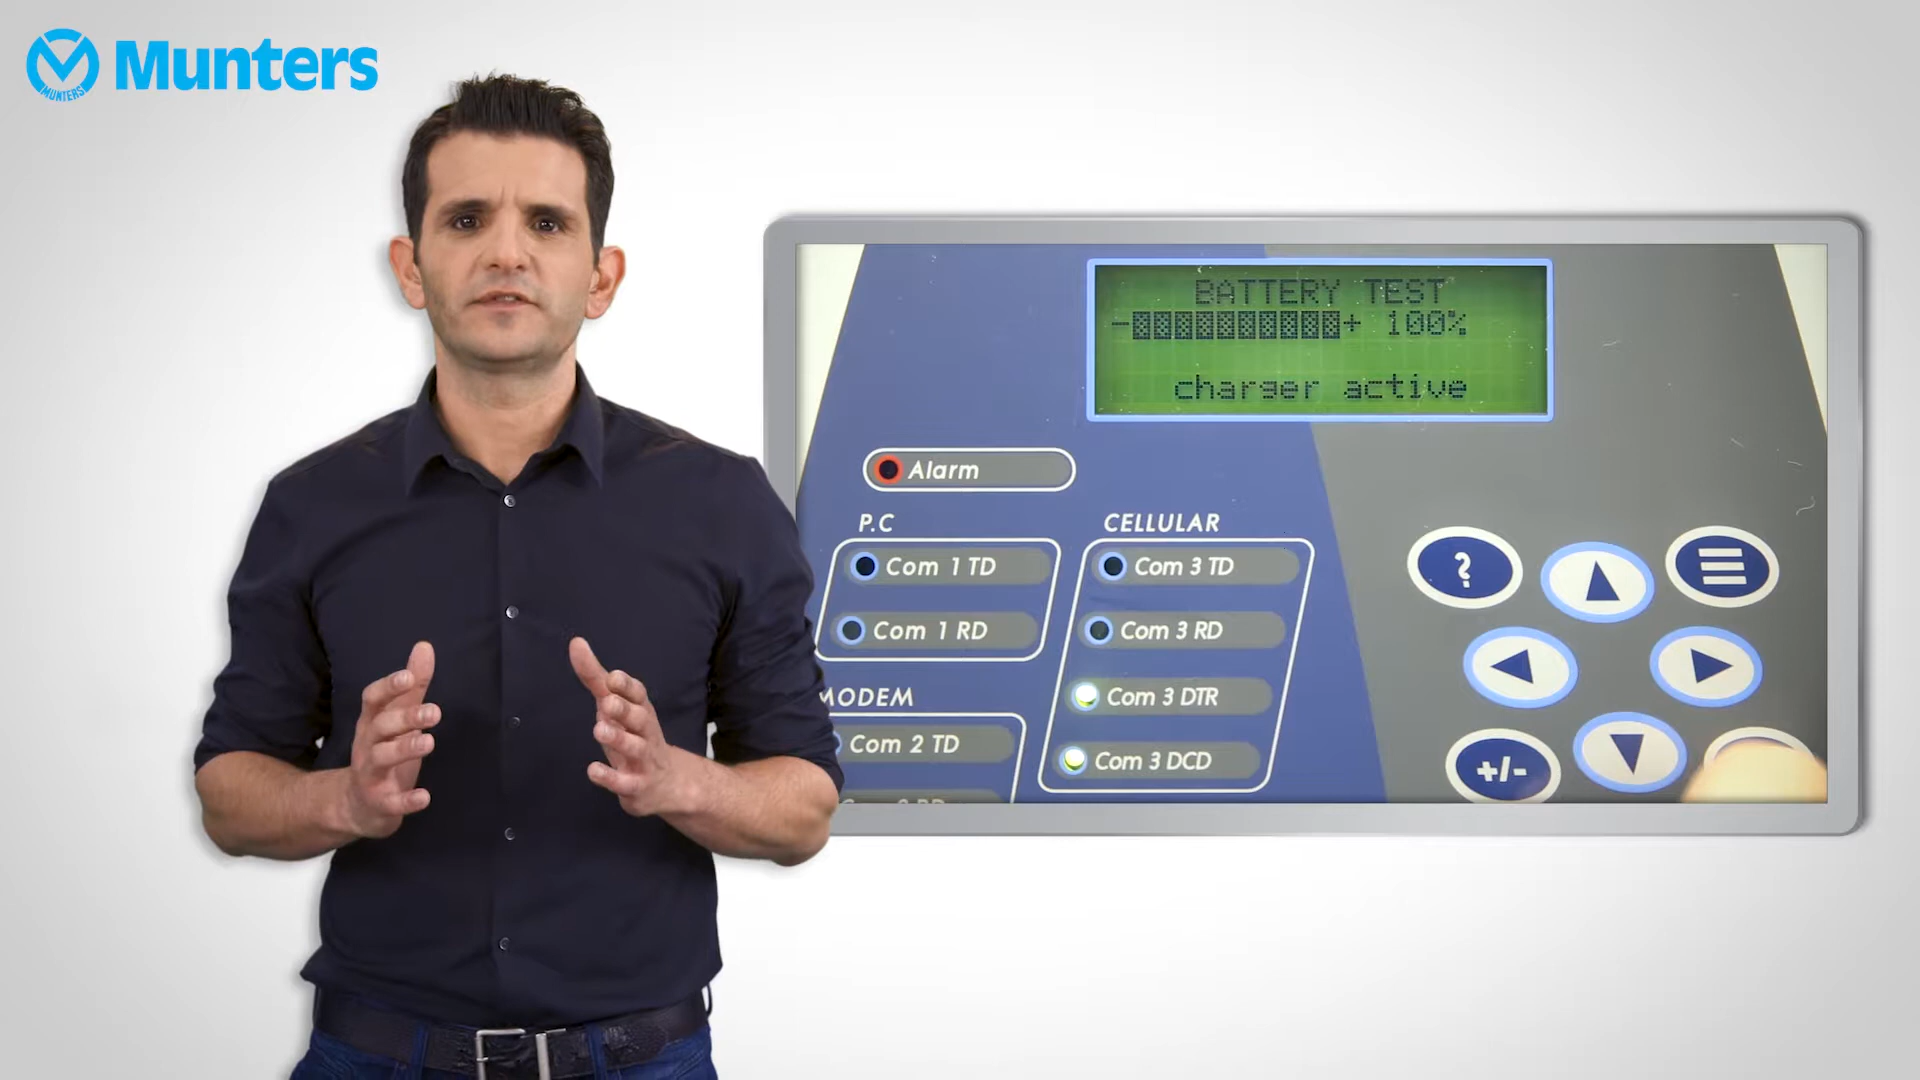 Munters
MUNTERS
BATTERY TEST
- + 100%
charger active
Alarm
P.C
Com 1 TD
Com 1 RD
MODEM
Com 2 TD
CELLULAR
Com 3 TD
Com 3 RD
Com 3 DTR
Com 3 DCD
?
+/-